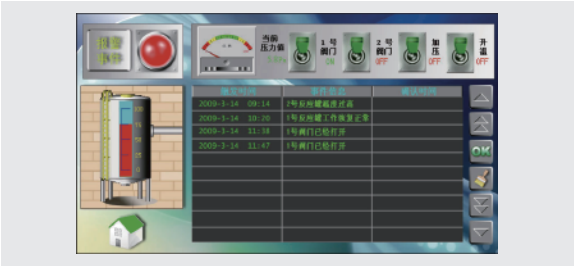 报警
事件
当前
压力值
1号
阀门
ON
2号
阀门
OFF
加
压
OFF
升
温
OFF
触发时间 事件信息 确认时间
2009-3-14 09:14 2号反应罐温度过高
2009-3-14 10:20 1号反应罐工作恢复正常
2009-3-14 11:38 1号阀门已经打开
2009-3-14 11:47 1号阀门已经打开
OK